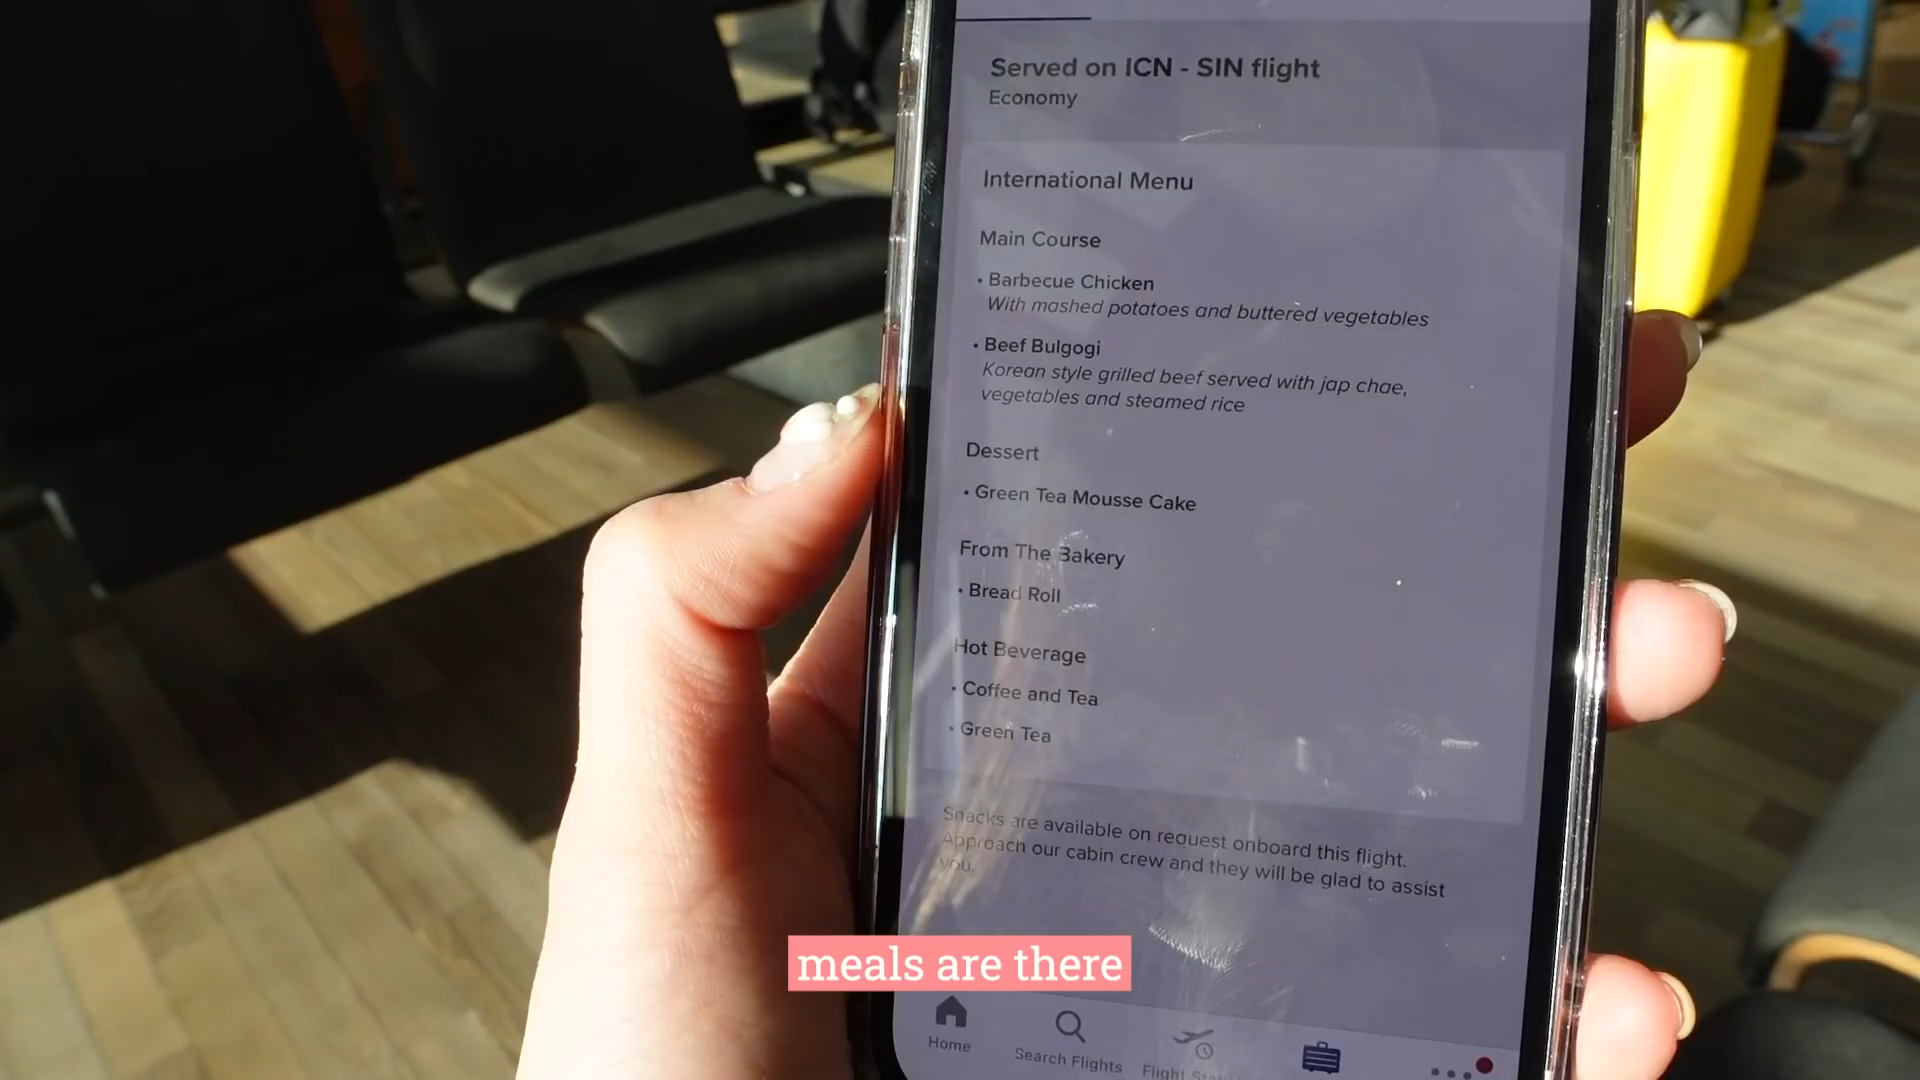 Served on ICN - SIN flight
Economy
International Menu
Main Course
• Barbecue Chicken
With mashed potatoes and buttered vegetables
• Beef Bulgogi
Korean style grilled beef served with jap chae,
vegetables and steamed rice
Dessert
• Green Tea Mousse Cake
From The Bakery
• Bread Roll
Hot Beverage
• Coffee and Tea
• Green Tea
Snacks are available on request onboard this flight.
Approach our cabin crew and they will be glad to assist
you.
meals are there
Home
Search Flights
Flight